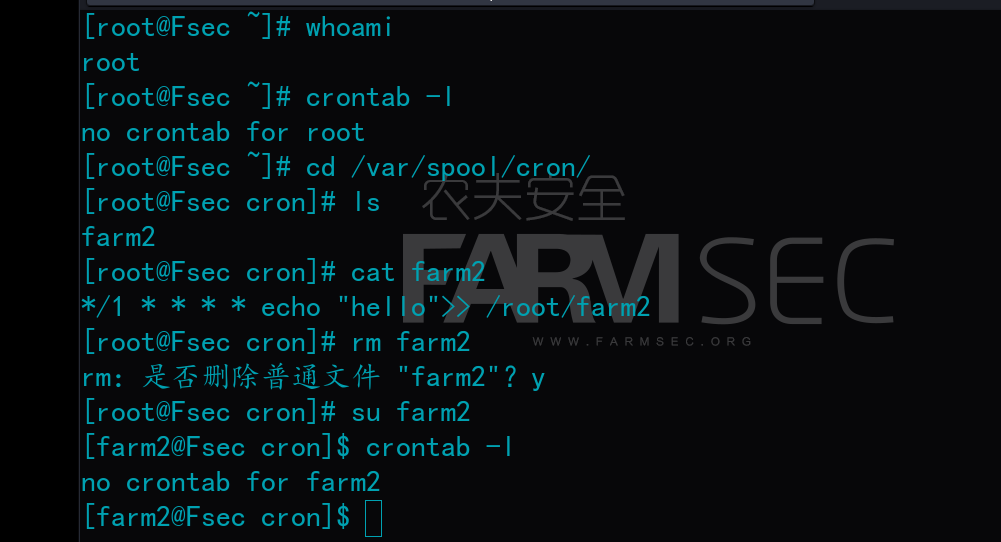 [root@Fsec ~]# whoami
root
[root@Fsec ~]# crontab -l
no crontab for root
[root@Fsec ~]# cd /var/spool/cron/
[root@Fsec cron]# ls
农夫安全
farm2
FARMSEC
[root@Fsec cron]# cat farm2
*/1 * * * * echo "hello">> /root/farm2
[root@Fsec cron]# rm farm2
WWW.FARMSEC.ORG
rm: 是否删除普通文件 "farm2"? y
[root@Fsec cron]# su farm2
[farm2@Fsec cron]$ crontab -l
no crontab for farm2
[farm2@Fsec cron]$